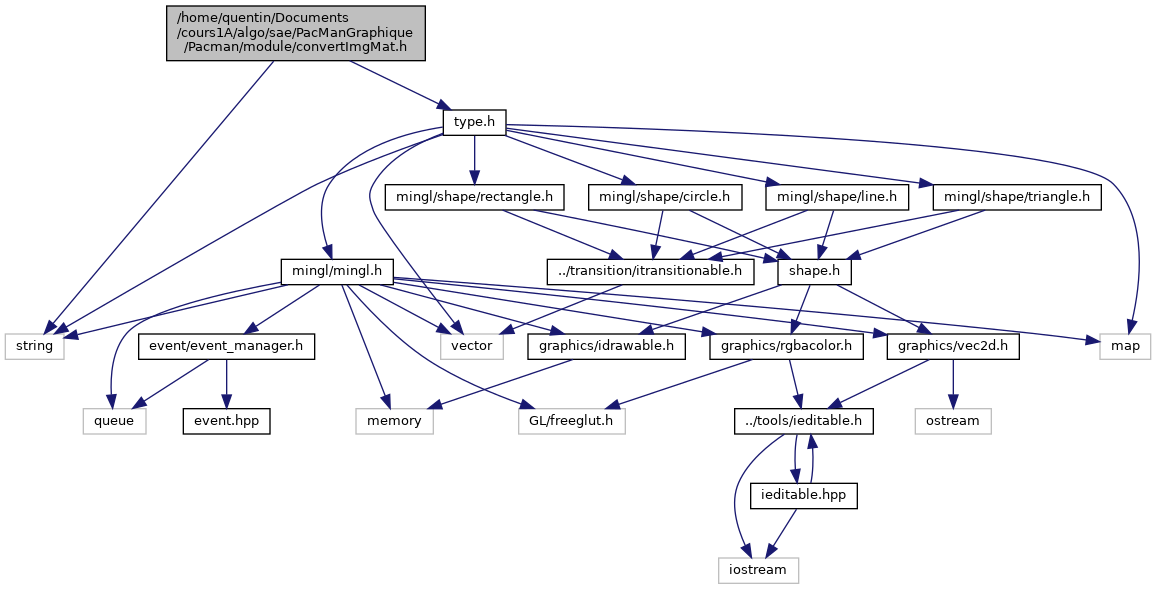 /home/quentin/Documents
/cours1A/algo/sae/PacManGraphique
/Pacman/module/convertImgMat.h
type.h
mingl/shape/rectangle.h
mingl/shape/circle.h
mingl/shape/line.h
mingl/shape/triangle.h
mingl/mingl.h
../transition/itransitionable.h
shape.h
string
event/event_manager.h
vector
graphics/idrawable.h
graphics/rgbacolor.h
graphics/vec2d.h
map
queue
event.hpp
memory
GL/freeglut.h
../tools/ieditable.h
ostream
ieditable.hpp
iostream